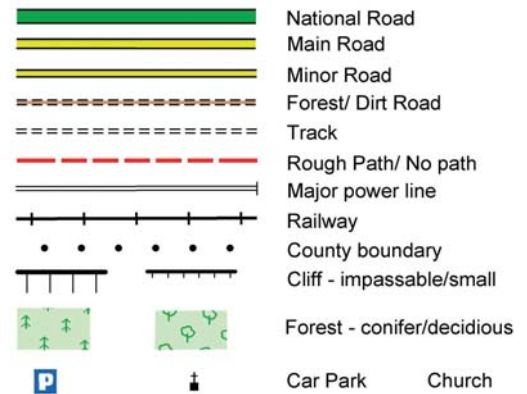 National Road
Main Road
Minor Road
Forest/ Dirt Road
Track
Rough Path/ No path
Major power line
Railway
County boundary
Cliff - impassable/small
Forest - conifer/decidious
P Car Park Church